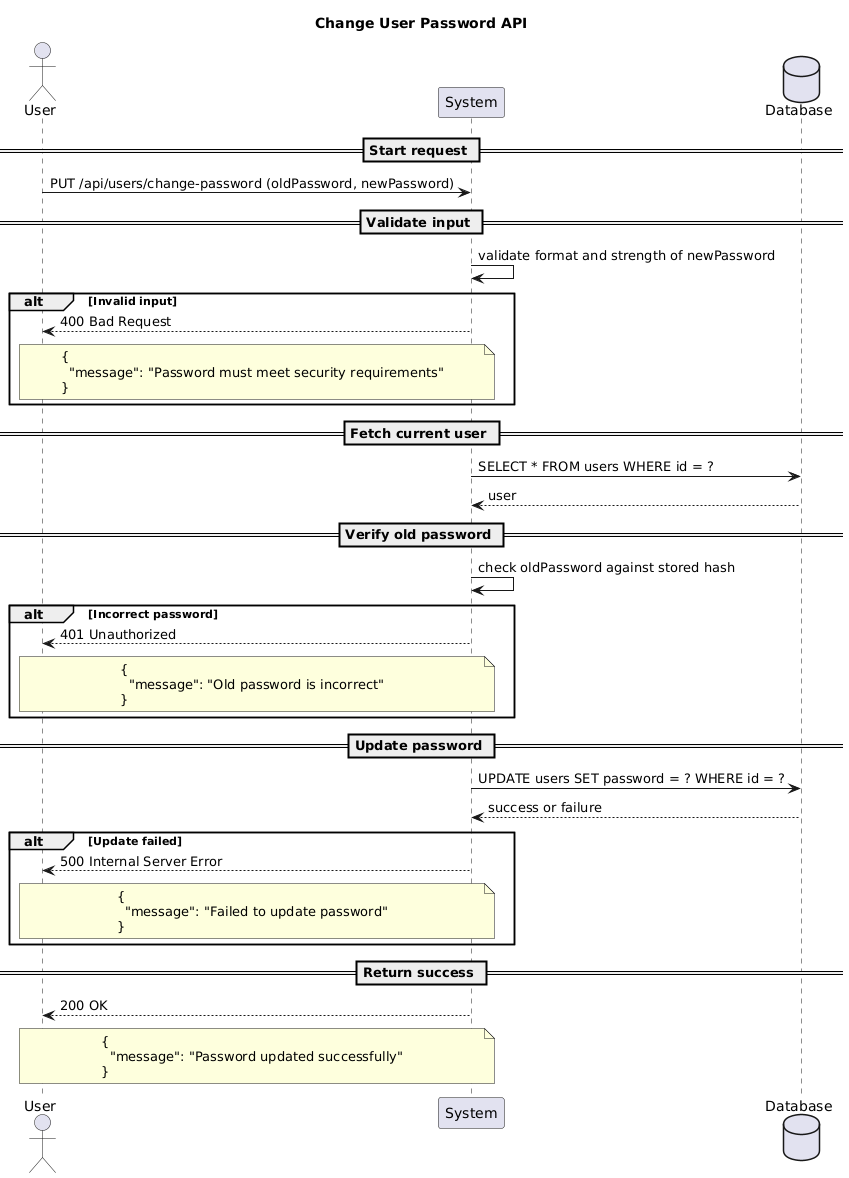 Change User Password API
User
System
Database
Start request
PUT /api/users/change-password (oldPassword, newPassword)
Validate input
validate format and strength of newPassword
alt [Invalid input]
400 Bad Request
{
"message": "Password must meet security requirements"
}
Fetch current user
SELECT * FROM users WHERE id = ?
user
Verify old password
check oldPassword against stored hash
alt [Incorrect password]
401 Unauthorized
{
"message": "Old password is incorrect"
}
Update password
UPDATE users SET password = ? WHERE id = ?
success or failure
alt [Update failed]
500 Internal Server Error
{
"message": "Failed to update password"
}
Return success
200 OK
{
"message": "Password updated successfully"
}
User
System
Database